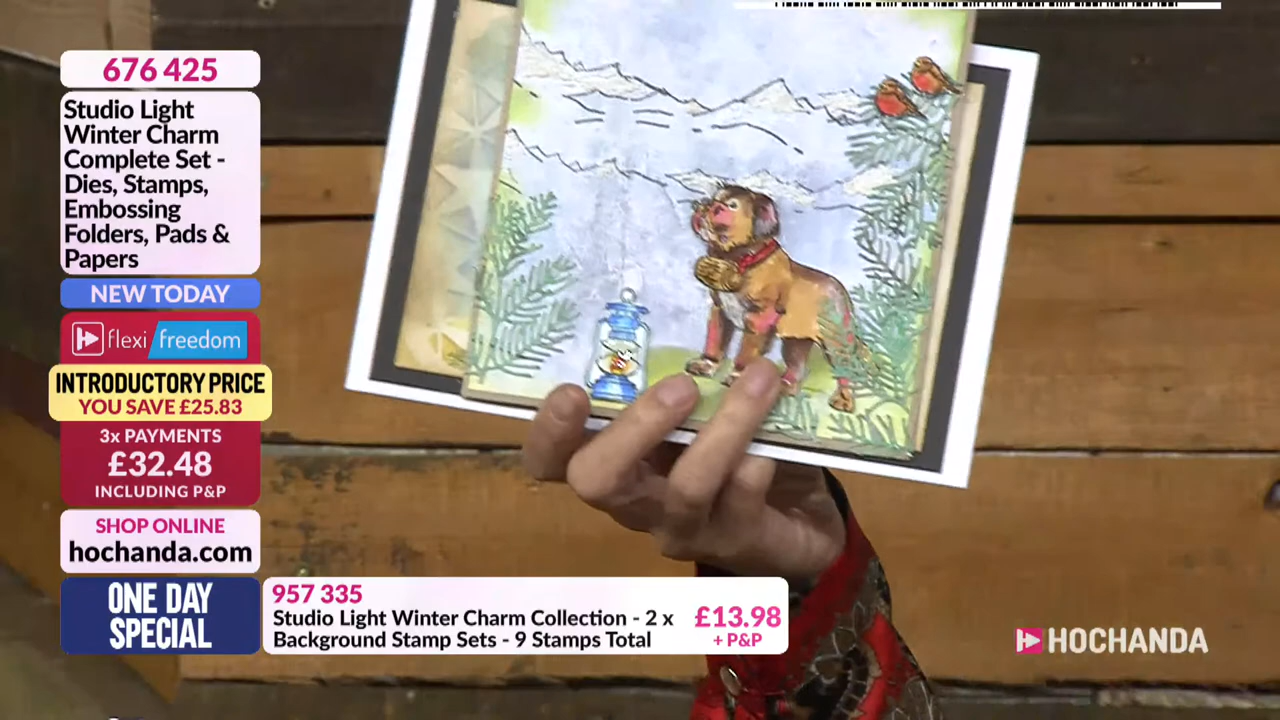 676 425
Studio Light
Winter Charm
Complete Set -
Dies, Stamps,
Embossing
Folders, Pads &
Papers
NEW TODAY
flexi freedom
INTRODUCTORY PRICE
YOU SAVE £25.83
3x PAYMENTS
£32.48
INCLUDING P&P
SHOP ONLINE
hochanda.com
ONE DAY
SPECIAL
957 335
Studio Light Winter Charm Collection - 2 x
Background Stamp Sets - 9 Stamps Total
£13.98
+ P&P
HOCHANDA